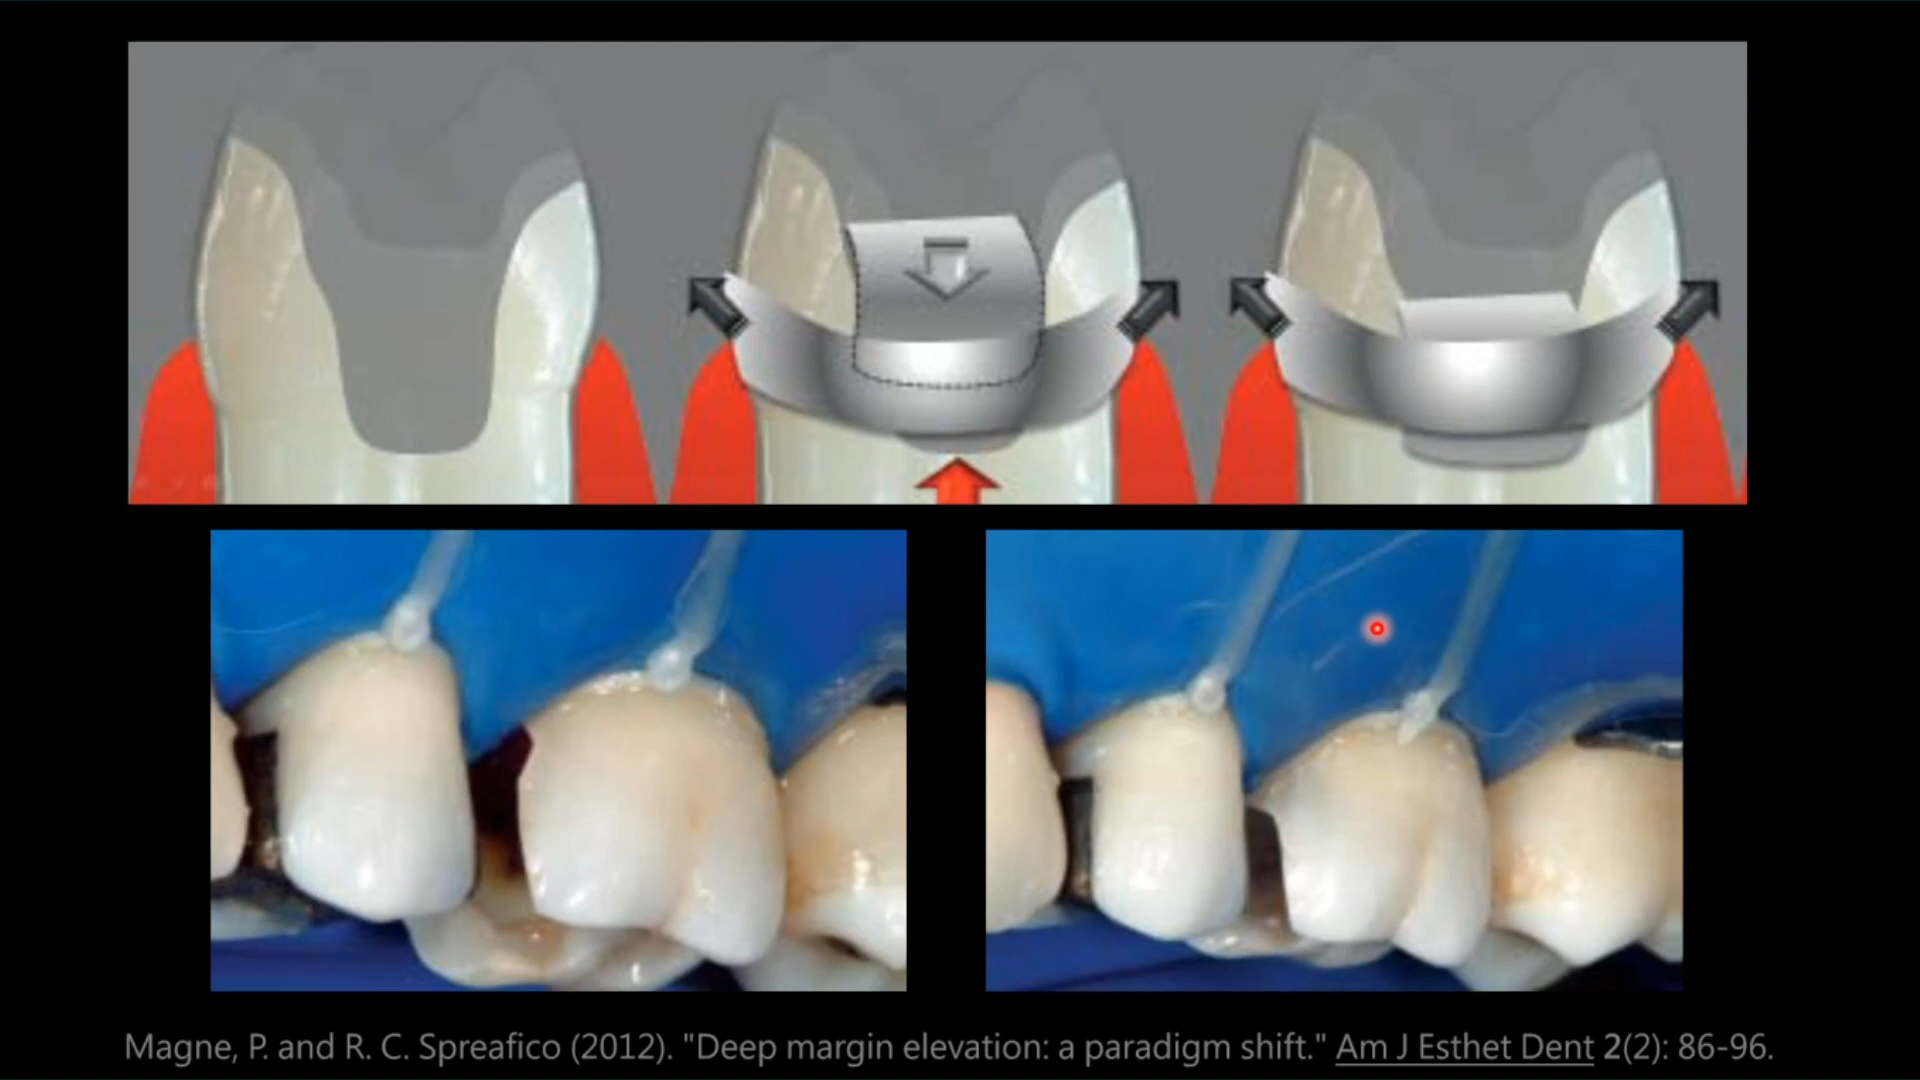 Magne, P. and R. C. Spreafico (2012). "Deep margin elevation: a paradigm shift." Am J Esthet Dent 2(2): 86-96.